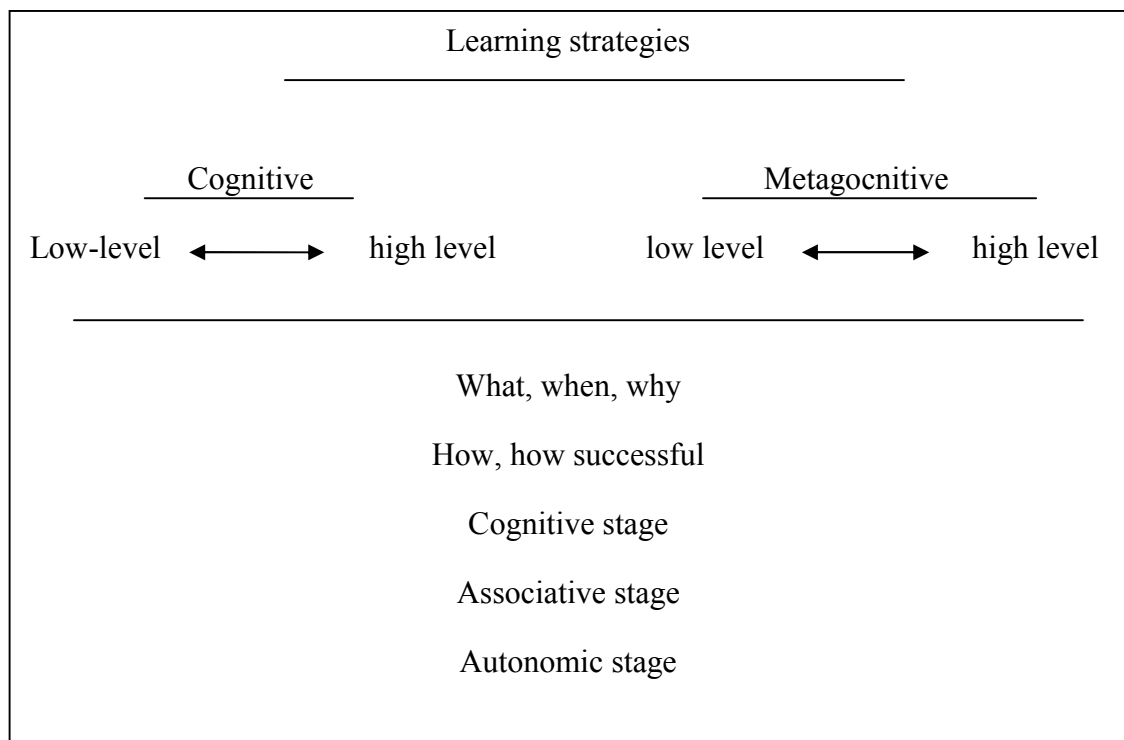 Learning strategies
Cognitive Metagocnitive
Low-level high level low level high level
What, when, why
How, how successful
Cognitive stage
Associative stage
Autonomic stage